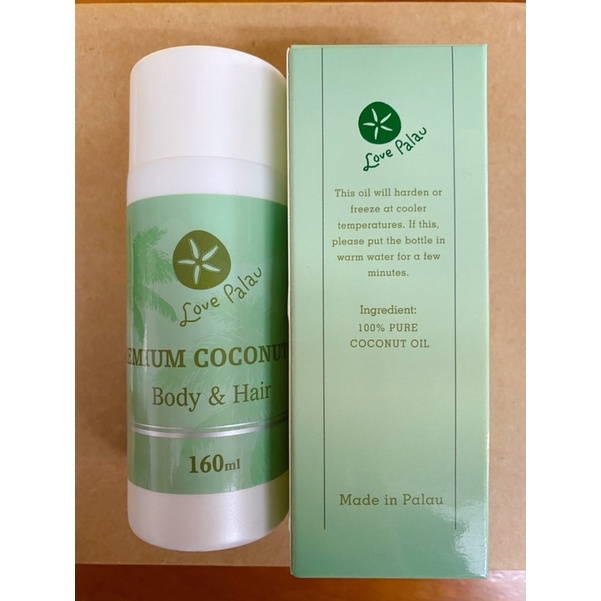 Love Palau
EMIUM COCONUT
Body & Hair
160ml
Love Palau
This oil will harden or
freeze at cooler
temperatures. If this,
please put the bottle in
warm water for a few
minutes.
Ingredient:
100% PURE
COCONUT OIL
Made in Palau